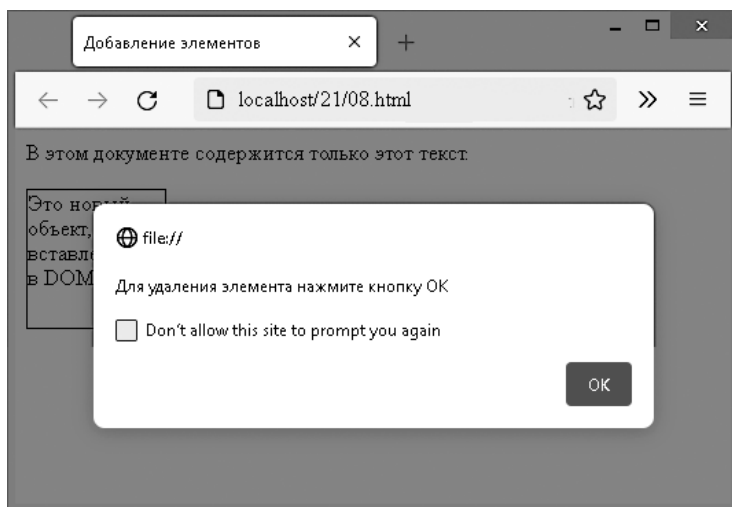 Добавление элементов
localhost/21/08.html
В этом документе содержится только этот текст.
Это новый
объект,
в DOM
file://
Для удаления элемента нажмите кнопку OK
Don't allow this site to prompt you again
OK